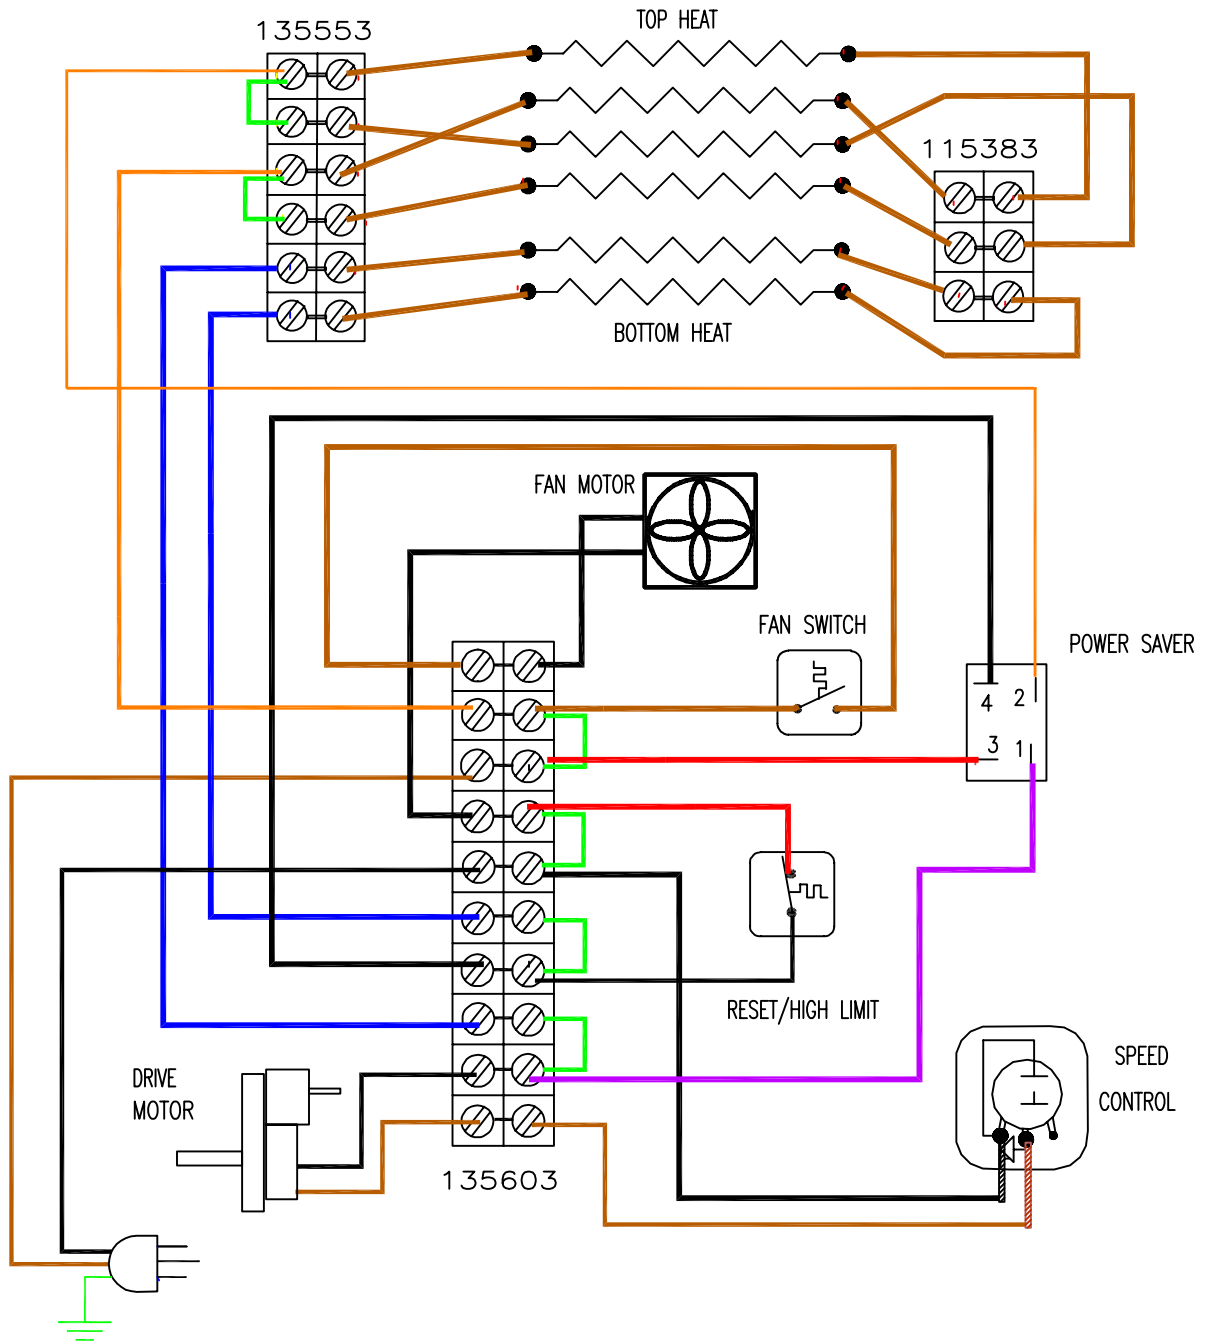 TOP HEAT
135553
115383
BOTTOM HEAT
FAN MOTOR
FAN SWITCH
POWER SAVER
4
2
3
1
RESET/HIGH LIMIT
SPEED
CONTROL
DRIVE
MOTOR
135603